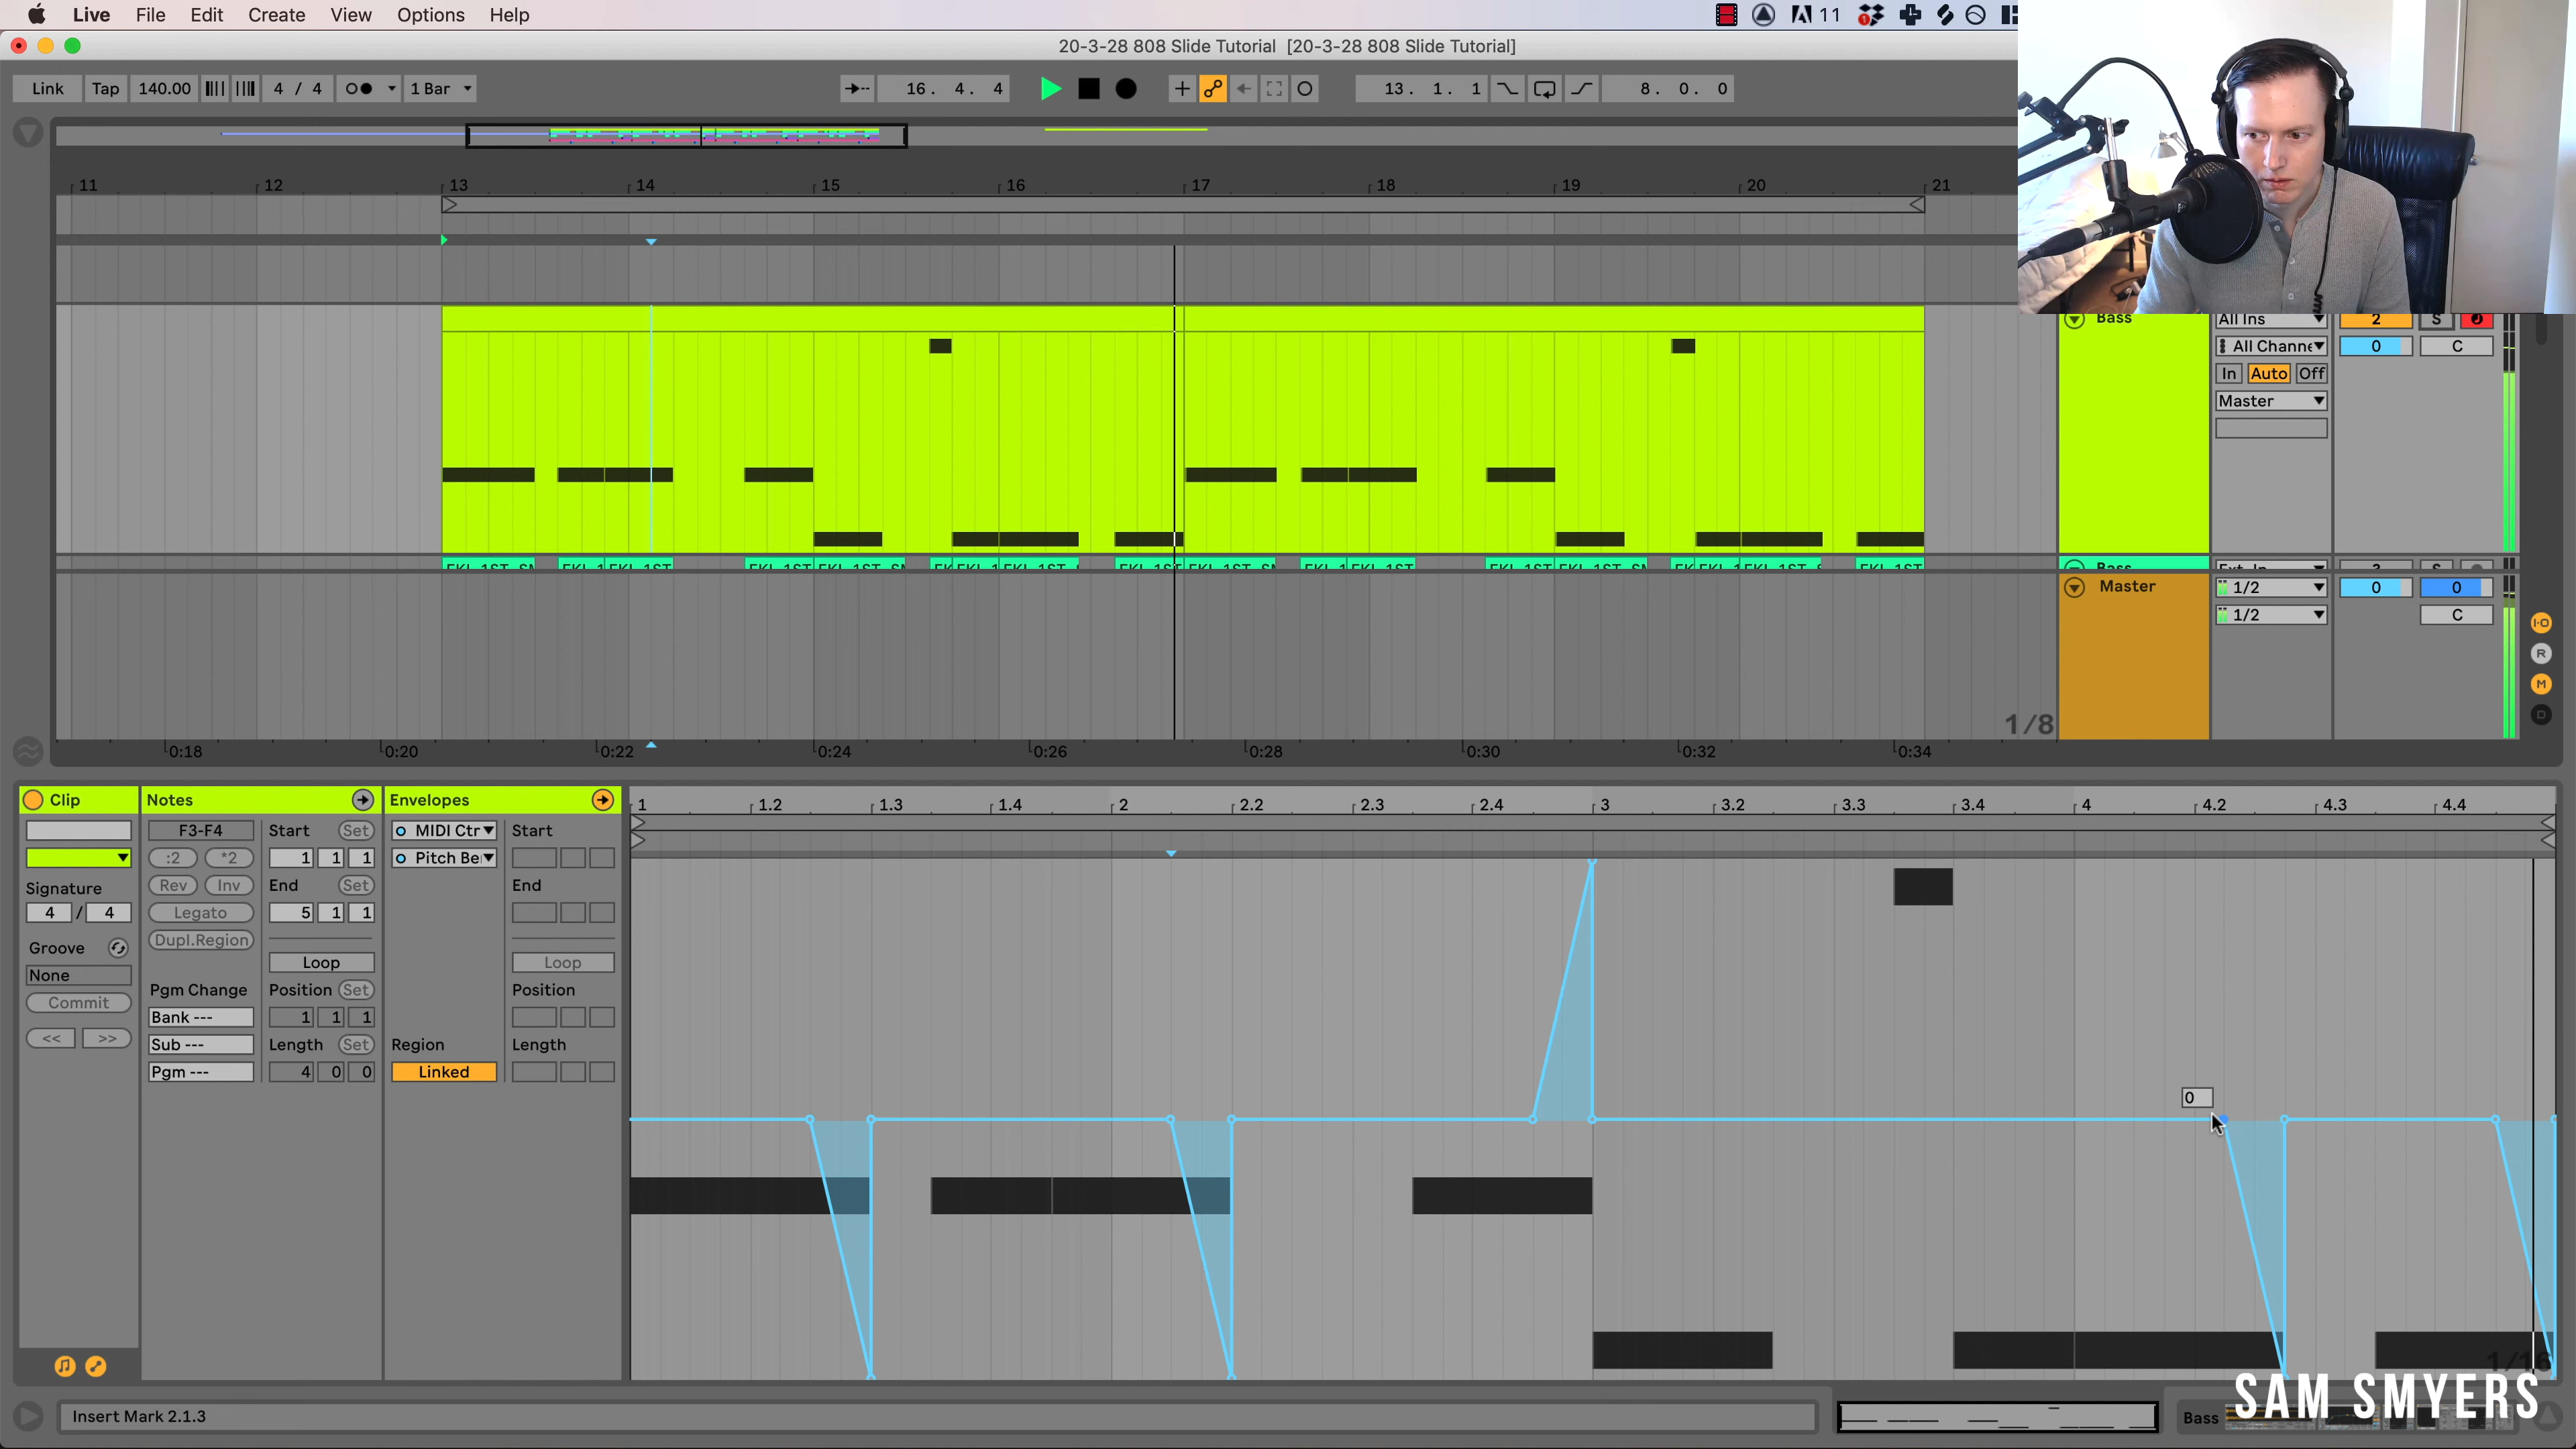 Live File Edit Create View Options Help 11
20-3-28 808 Slide Tutorial [20-3-28 808 Slide Tutorial]
Link Tap 140.00 4 / 4 1 Bar 16. 4. 4 13. 1. 1 8. 0. 0
11 12 13 14 15 16 17 18 19 20 21
Bass All Ins 2 S
All Channe 0 C
In Auto Off
Master
Master 1/2 0 0
1/2 C
1/8
0:18 0:20 0:22 0:24 0:26 0:28 0:30 0:32 0:34
Clip Notes Envelopes 1 1.2 1.3 1.4 2 2.2 2.3 2.4 3 3.2 3.3 3.4 4 4.2 4.3 4.4
F3-F4 Start Set MIDI Ctr Start
:2 *2 1 1 1 Pitch Be
Signature Rev Inv End Set End
4 / 4 Legato 5 1 1
Groove Dupl.Region
None Loop Loop
Commit Pgm Change Position Set Position
Bank --- 1 1 1
<< >> Sub --- Length Set Region Length
Pgm --- 4 0 0 Linked
0
1/16
SAM SMYERS
Insert Mark 2.1.3 Bass
I·O
R
M
D